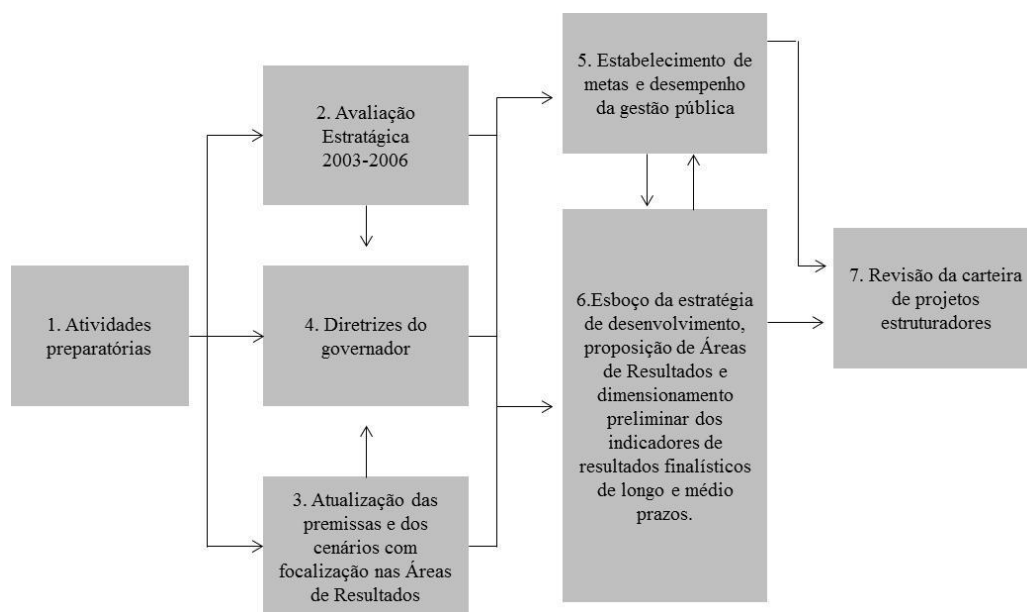 1. Atividades
preparatórias
2. Avaliação
Estratágica
2003-2006
4. Diretrizes do
governador
3. Atualização das
premissas e dos
cenários com
focalização nas Áreas
de Resultados
5. Estabelecimento de
metas e desempenho
da gestão pública
6.Esboço da estratégia
de desenvolvimento,
proposição de Áreas
de Resultados e
dimensionamento
preliminar dos
indicadores de
resultados finalísticos
de longo e médio
prazos.
7. Revisão da carteira
de projetos
estruturadores